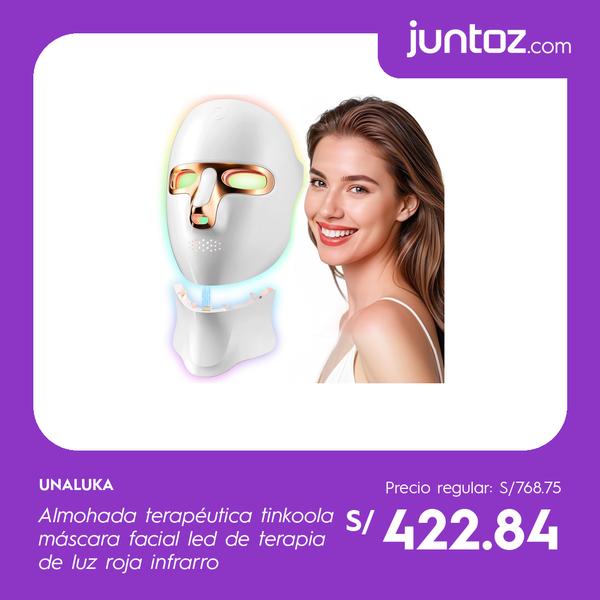 juntoz.com
UNALUKA
Almohada terapéutica tinkoola
máscara facial led de terapia
de luz roja infrarro
Precio regular: S/768.75
S/ 422.84